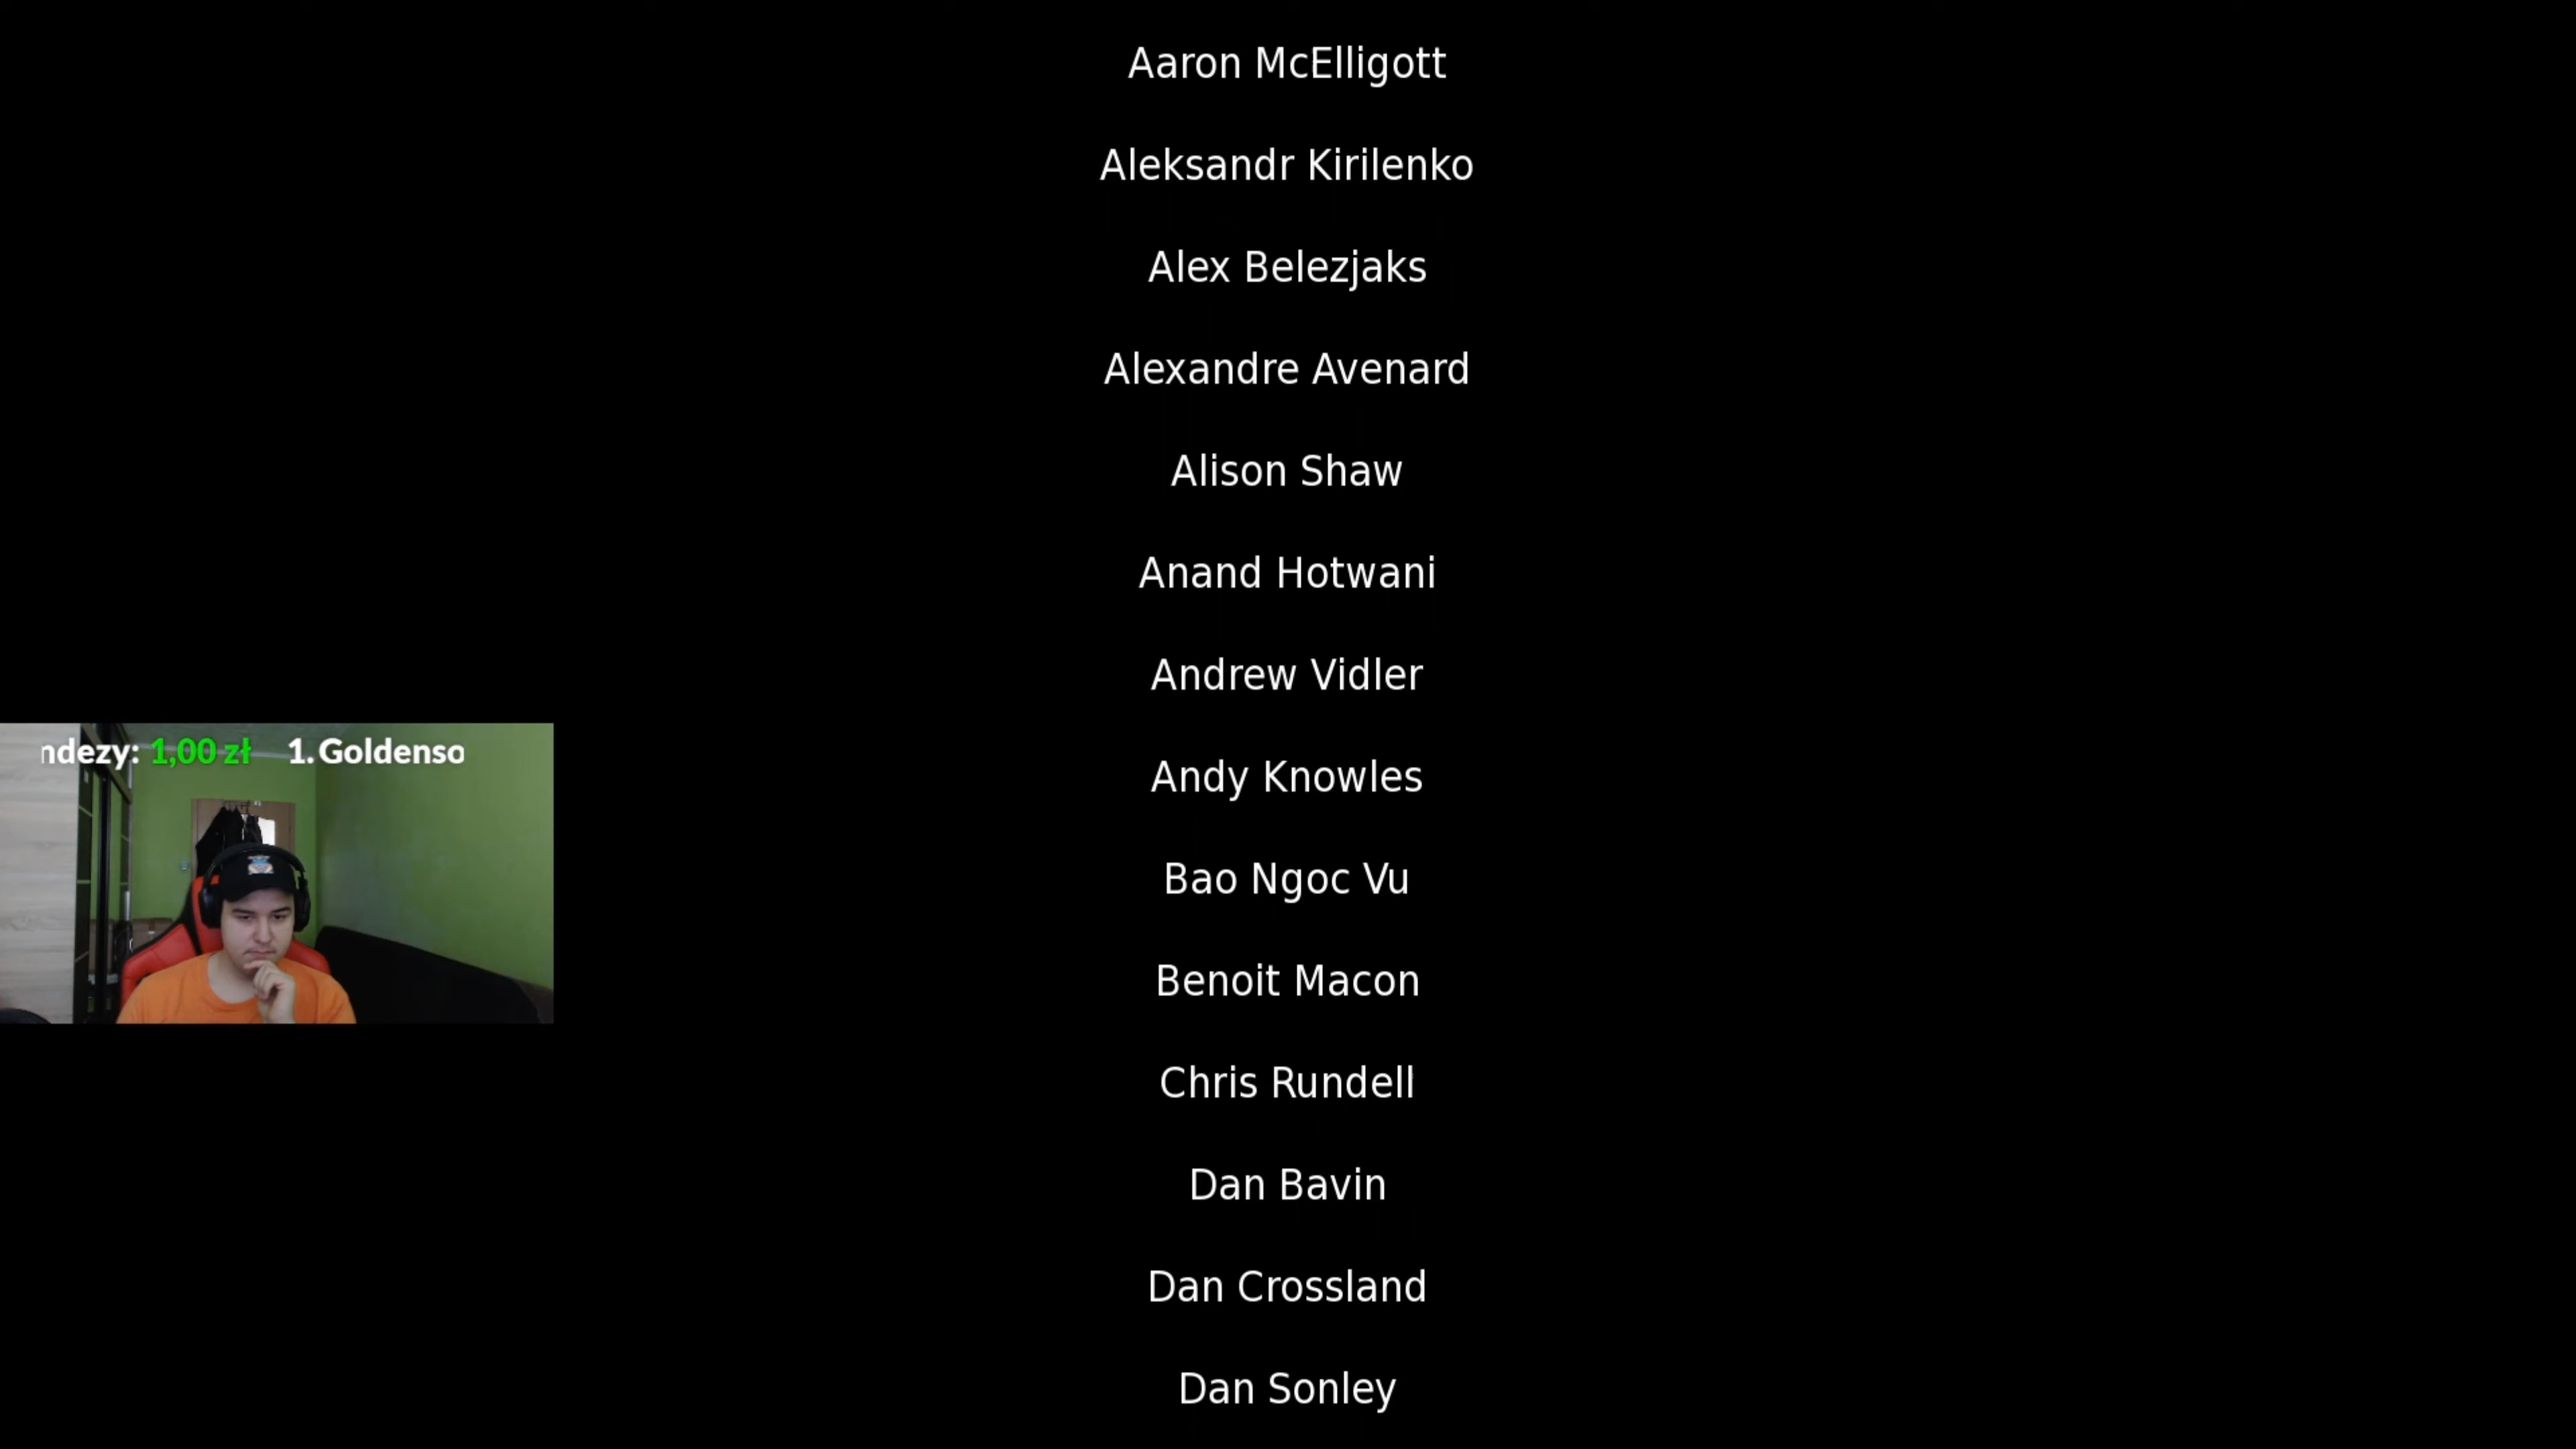 Aaron McElligott
Aleksandr Kirilenko
Alex Belezjaks
Alexandre Avenard
Alison Shaw
Anand Hotwani
Andrew Vidler
ndezy: 1,00 zł 1. Goldenso
Andy Knowles
Bao Ngoc Vu
Benoit Macon
Chris Rundell
Dan Bavin
Dan Crossland
Dan Sonley